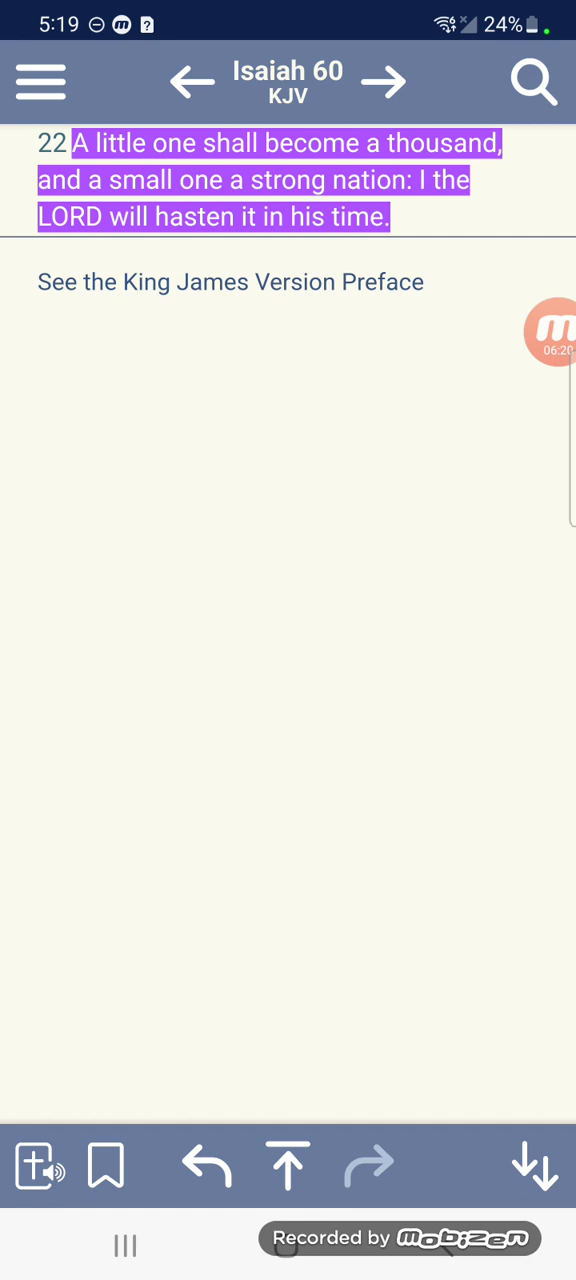 5:19 24%
Isaiah 60
KJV
22 A little one shall become a thousand,
and a small one a strong nation: I the
LORD will hasten it in his time.
See the King James Version Preface
m
06:20
Recorded by mobizen